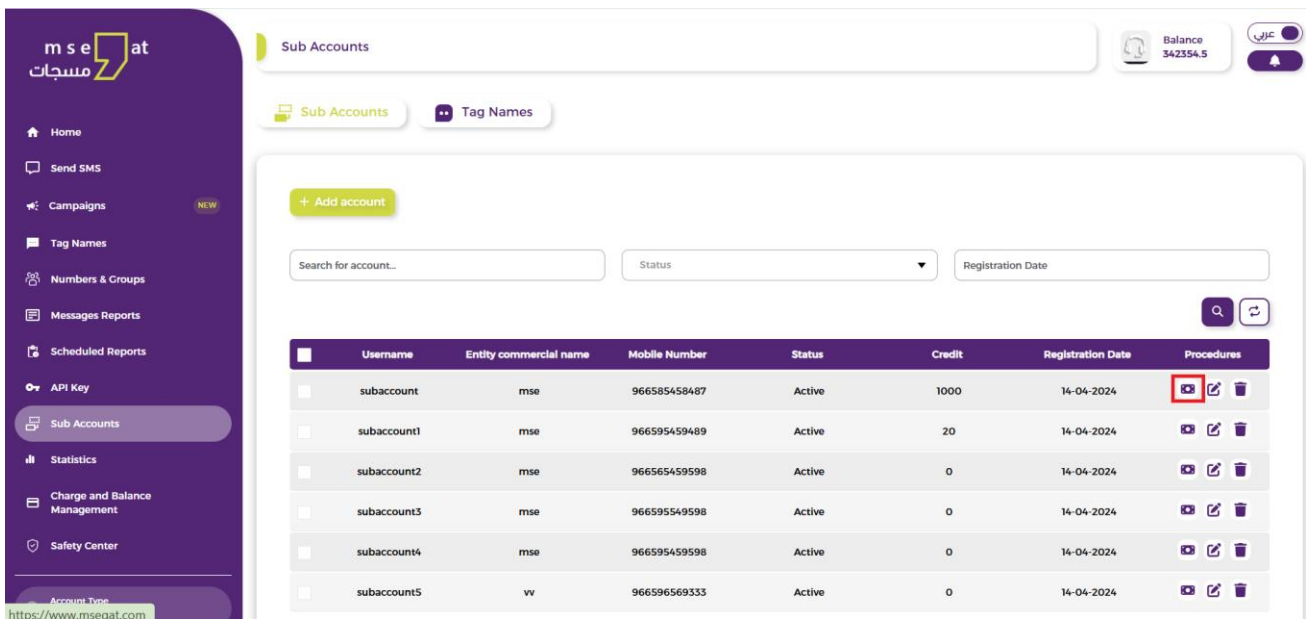 m s e at
مسجات
Home
Send SMS
Campaigns NEW
Tag Names
Numbers & Groups
Messages Reports
Scheduled Reports
API Key
Sub Accounts
Statistics
Charge and Balance
Management
Safety Center
Account Type
https://www.msegat.com
Sub Accounts
Balance
342354.5
عربي
Sub Accounts
Tag Names
+ Add account
Search for account...
Status
Registration Date
Username Entity commercial name Mobile Number Status Credit Registration Date Procedures
subaccount mse 966585458487 Active 1000 14-04-2024
subaccount1 mse 966595459489 Active 20 14-04-2024
subaccount2 mse 966565459598 Active 0 14-04-2024
subaccount3 mse 966595549598 Active 0 14-04-2024
subaccount4 mse 966595459598 Active 0 14-04-2024
subaccount5 vv 966596569333 Active 0 14-04-2024